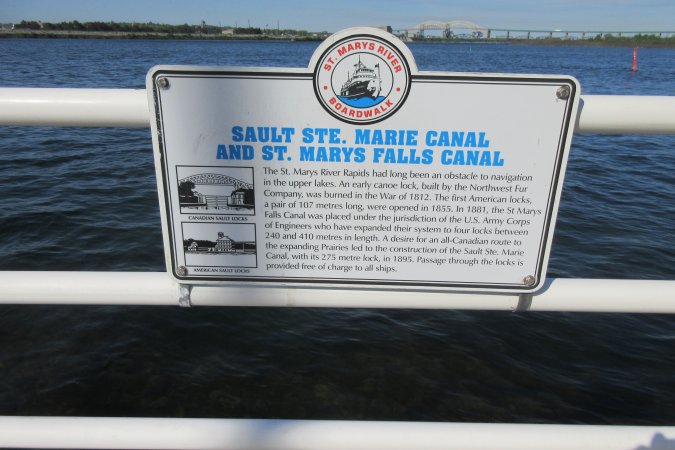 ST. MARYS RIVER
• BOARDWALK •
SAULT STE. MARIE CANAL
AND ST. MARYS FALLS CANAL
The St. Marys River Rapids had long been an obstacle to navigation
in the upper lakes. An early canoe lock, built by the Northwest Fur
Company, was burned in the War of 1812. The first American locks,
a pair of 107 metres long, were opened in 1855. In 1881, the St Marys
Falls Canal was placed under the jurisdiction of the U.S. Army Corps
of Engineers who have expanded their system to four locks between
240 and 410 metres in length. A desire for an all-Canadian route to
the expanding Prairies led to the construction of the Sault Ste. Marie
Canal, with its 275 metre lock, in 1895. Passage through the locks is
provided free of charge to all ships.
CANADIAN SAULT LOCKS
AMERICAN SAULT LOCKS